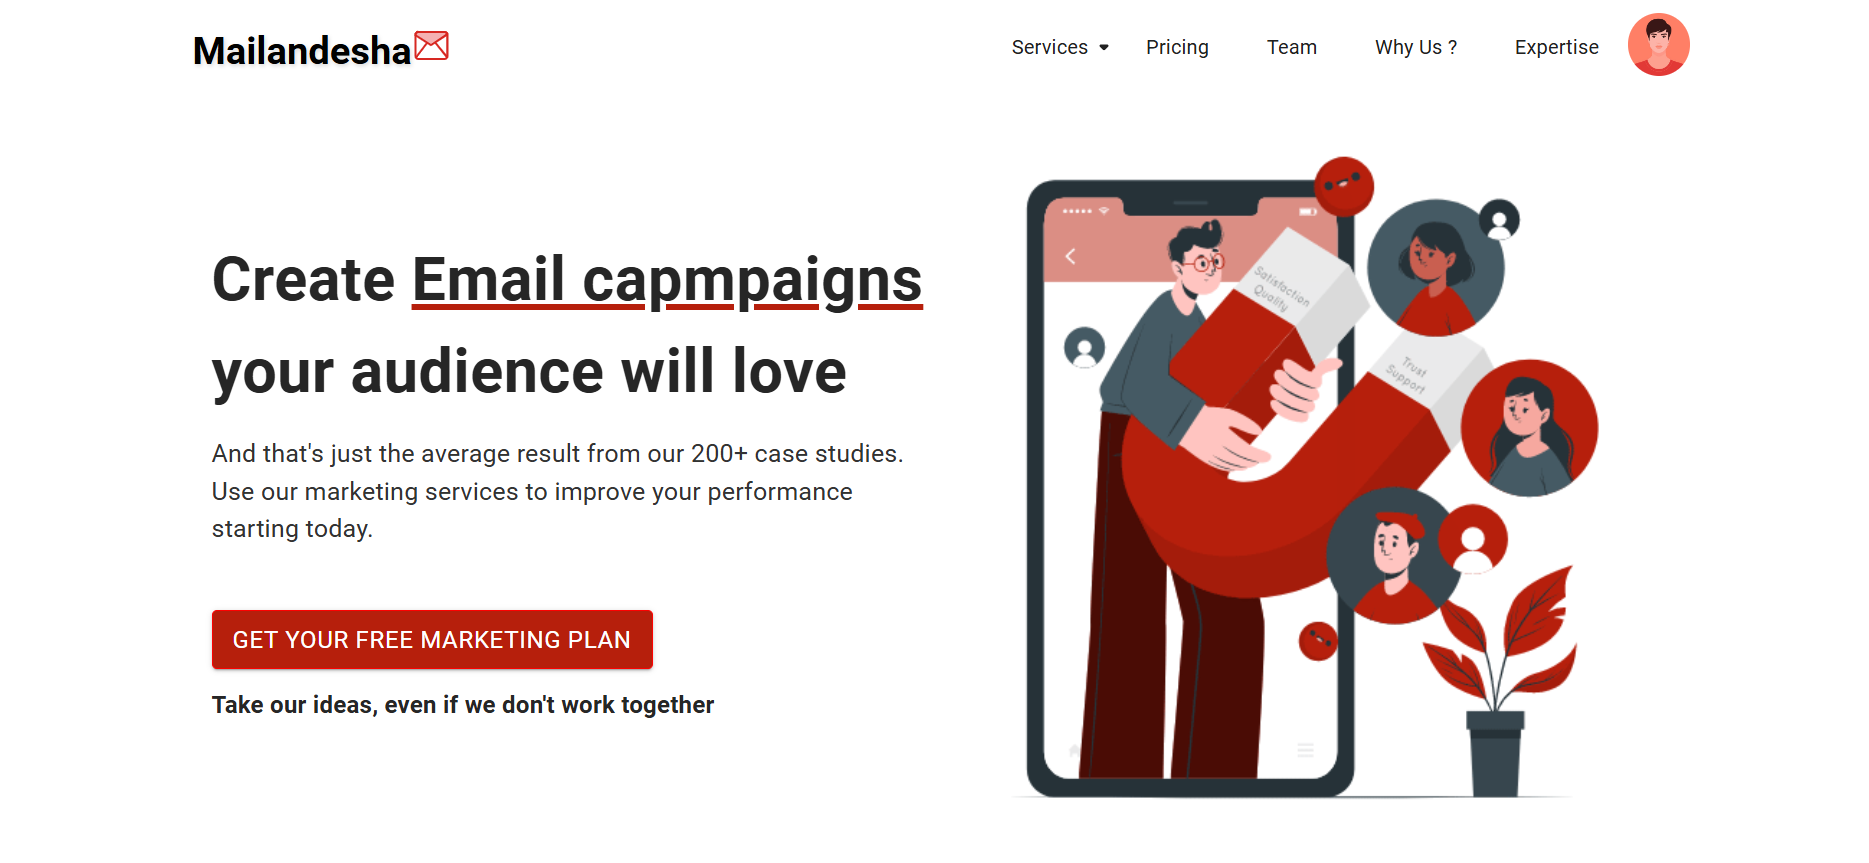 Mailandesha
Services
Pricing
Team
Why Us ?
Expertise
Create Email capmpaigns
your audience will love
And that's just the average result from our 200+ case studies.
Use our marketing services to improve your performance
starting today.
GET YOUR FREE MARKETING PLAN
Take our ideas, even if we don't work together
Satisfaction
Quality
Trust
Support